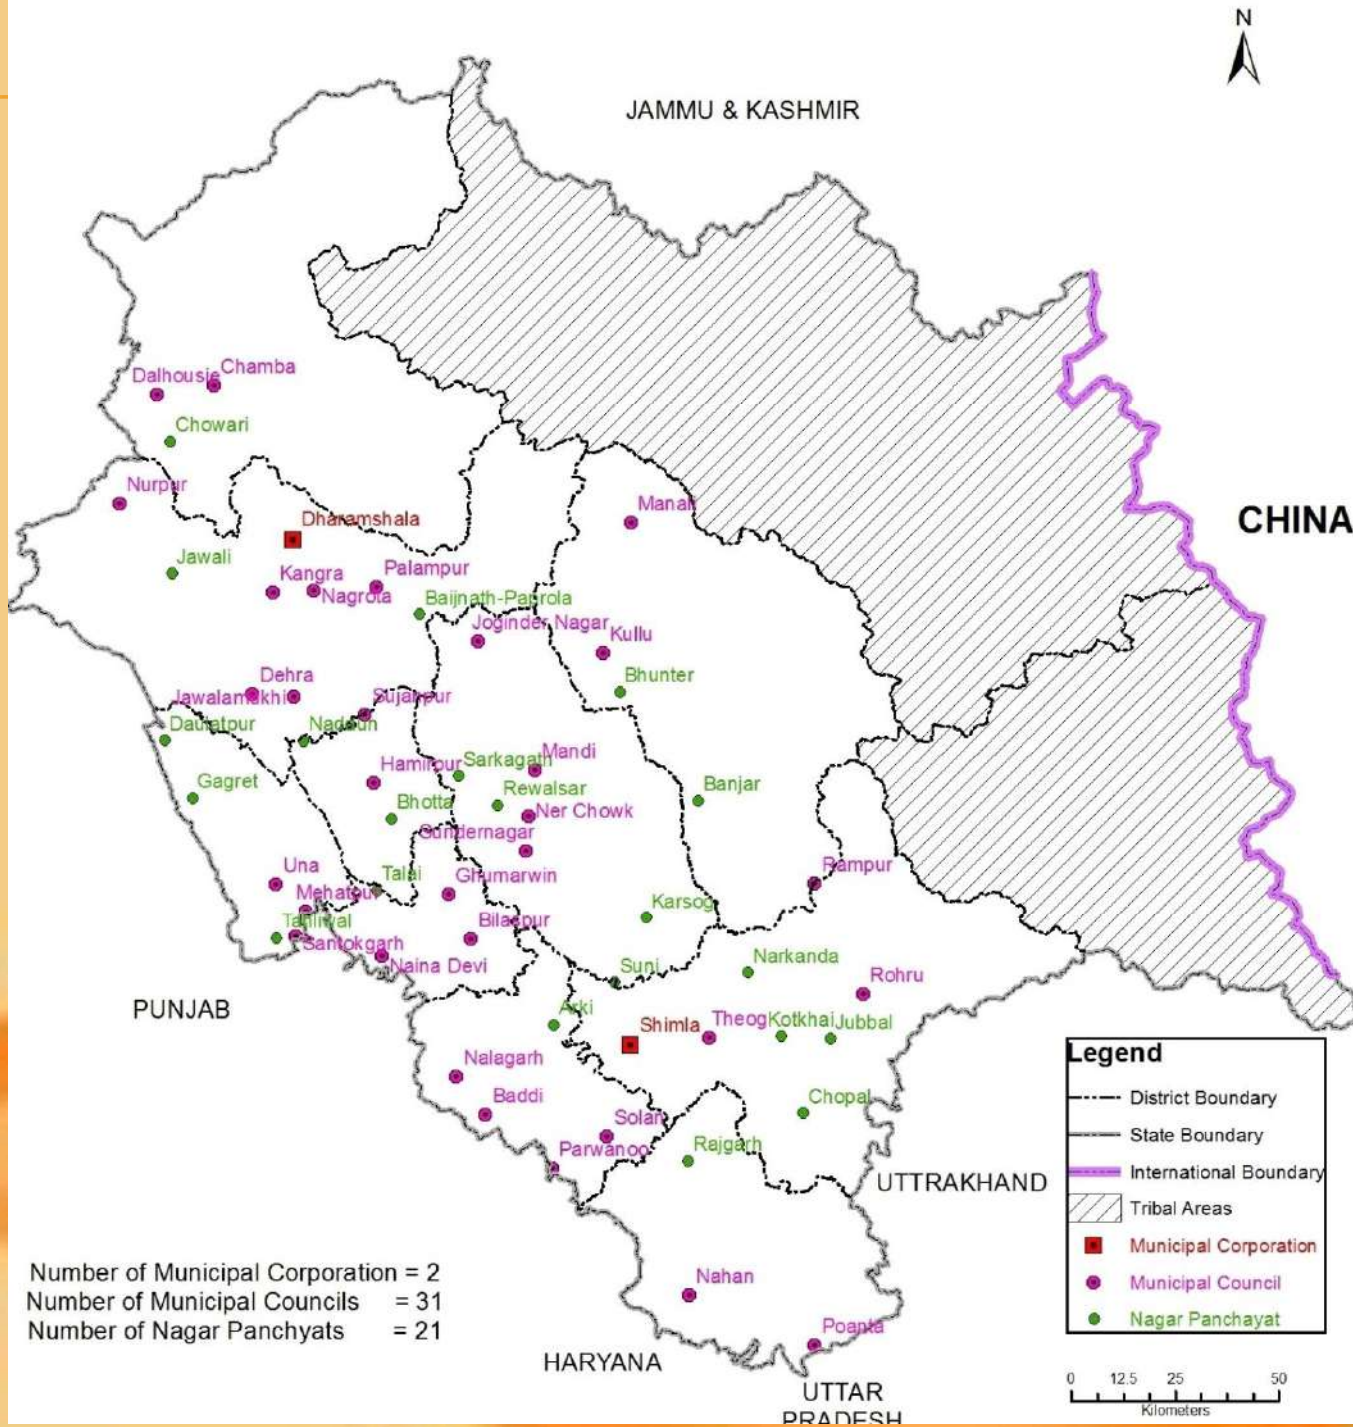 N
JAMMU & KASHMIR
Chamba
Dalhousie
Chowari
Nurpur
Manali
CHINA
Dharamshala
Jawali
Palampur
Kangra
Nagrota
Baijnath-Paprola
Joginder Nagar
Kullu
Dehra
Bhunter
Jawalamukhi
Sujanpur
Daulatpur
Nadaun
Mandi
Hamirpur
Sarkagath
Gagret
Rewalsar
Banjar
Bhotta
Ner Chowk
Sundernagar
Una
Talai
Ghumarwin
Rampur
Mehatpur
Karsog
Tahliwal
Bilaspur
Santokgarh
Naina Devi
Suni
Narkanda
Rohru
PUNJAB
Arki
Shimla
Theog
Kotkhai
Jubbal
Nalagarh
Baddi
Chopal
Solan
Parwanoo
Rajgarh
UTTRAKHAND
Nahan
Poanta
HARYANA
UTTAR
PRADESH
Number of Municipal Corporation = 2
Number of Municipal Councils = 31
Number of Nagar Panchyats = 21
Legend
District Boundary
State Boundary
International Boundary
Tribal Areas
Municipal Corporation
Municipal Council
Nagar Panchayat
0 12.5 25 50
Kilometers